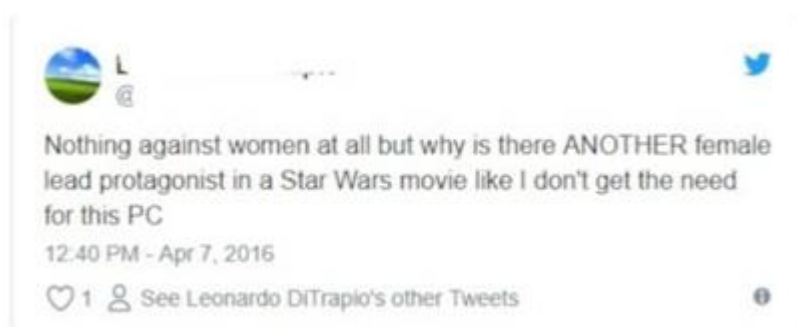 L
@
Nothing against women at all but why is there ANOTHER female
lead protagonist in a Star Wars movie like I don't get the need
for this PC
12:40 PM - Apr 7, 2016
1 See Leonardo DiTrapio's other Tweets